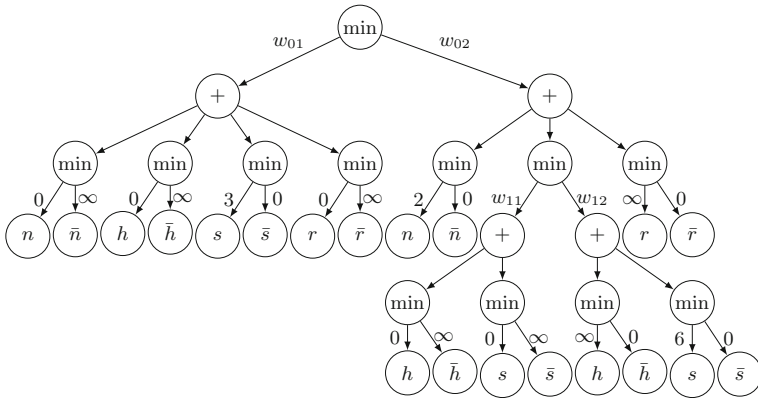 min
w₀₁ w₀₂
+ +
min min min min min min min
0 ∞ 0 ∞ 3 0 0 ∞ 2 0 w₁₁ w₁₂ ∞ 0
n n̄ h h̄ s s̄ r r̄ n n̄ + + r r̄
min min min min
0 ∞ 0 ∞ ∞ 0 6 0
h h̄ s s̄ h h̄ s s̄